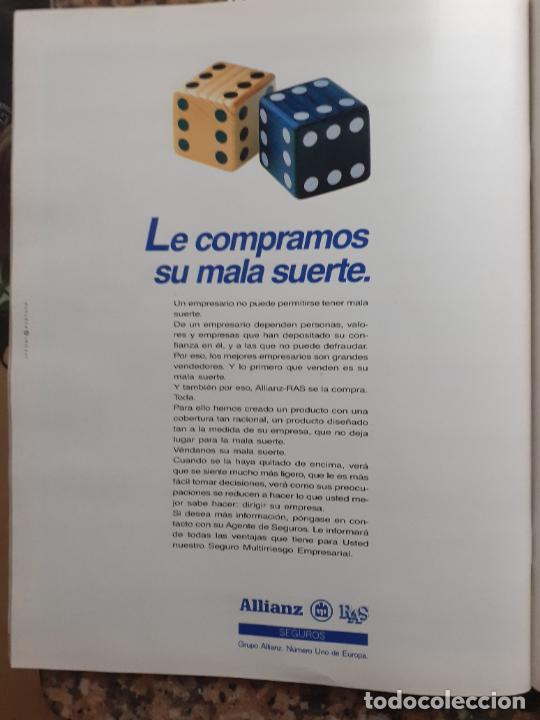 Le compramos
su mala suerte.
Un empresario no puede permitirse tener mala
suerte.
De un empresario dependen personas, valo-
res y empresas que han depositado su con-
fianza en él, y a las que no puede defraudar.
Por eso, los mejores empresarios son grandes
vendedores. Y lo primero que venden es su
mala suerte.
Y también por eso, Allianz-RAS se la compra.
Toda.
Para ello hemos creado un producto con una
cobertura tan racional, un producto diseñado
tan a la medida de su empresa, que no deja
lugar para la mala suerte.
Véndanos su mala suerte.
Cuando se la haya quitado de encima, verá
que se siente mucho más ligero, que le es más
fácil tomar decisiones, verá como sus preocu-
paciones se reducen a hacer lo que usted me-
jor sabe hacer: dirigir su empresa.
Si desea más información, póngase en con-
tacto con su Agente de Seguros. Le informará
de todas las ventajas que tiene para Usted
nuestro Seguro Multirriesgo Empresarial.
Allianz RAS
SEGUROS
Grupo Allianz. Número Uno de Europa.
todocoleccion.net